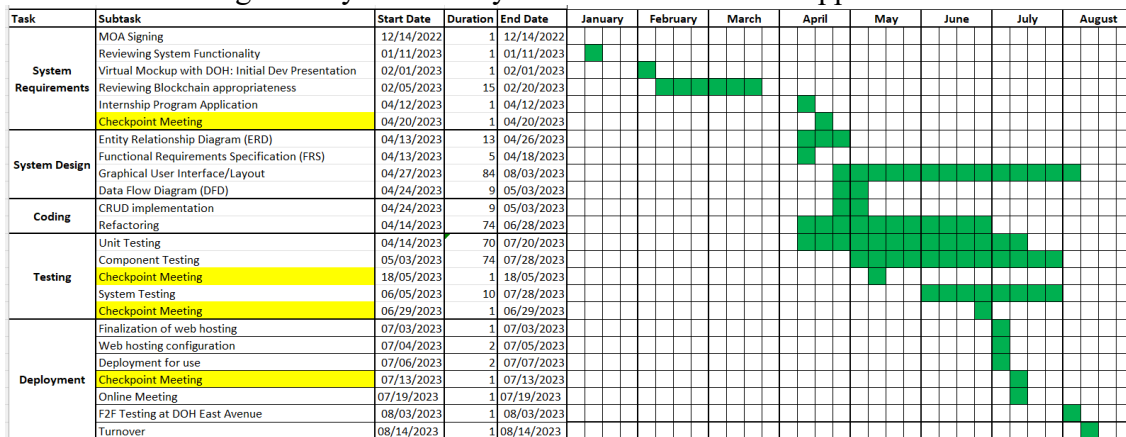 Task Subtask Start Date Duration End Date January February March April May June July August
System Requirements
MOA Signing 12/14/2022 1 12/14/2022
Reviewing System Functionality 01/11/2023 1 01/11/2023
Virtual Mockup with DOH: Initial Dev Presentation 02/01/2023 1 02/01/2023
Reviewing Blockchain appropriateness 02/05/2023 15 02/20/2023
Internship Program Application 04/12/2023 1 04/12/2023
Checkpoint Meeting 04/20/2023 1 04/20/2023
System Design
Entity Relationship Diagram (ERD) 04/13/2023 13 04/26/2023
Functional Requirements Specification (FRS) 04/13/2023 5 04/18/2023
Graphical User Interface/Layout 04/27/2023 84 08/03/2023
Data Flow Diagram (DFD) 04/24/2023 9 05/03/2023
Coding
CRUD implementation 04/24/2023 9 05/03/2023
Refactoring 04/14/2023 74 06/28/2023
Testing
Unit Testing 04/14/2023 70 07/20/2023
Component Testing 05/03/2023 74 07/28/2023
Checkpoint Meeting 18/05/2023 1 18/05/2023
System Testing 06/05/2023 10 07/28/2023
Checkpoint Meeting 06/29/2023 1 06/29/2023
Deployment
Finalization of web hosting 07/03/2023 1 07/03/2023
Web hosting configuration 07/04/2023 2 07/05/2023
Deployment for use 07/06/2023 2 07/07/2023
Checkpoint Meeting 07/13/2023 1 07/13/2023
Online Meeting 07/19/2023 1 07/19/2023
F2F Testing at DOH East Avenue 08/03/2023 1 08/03/2023
Turnover 08/14/2023 1 08/14/2023